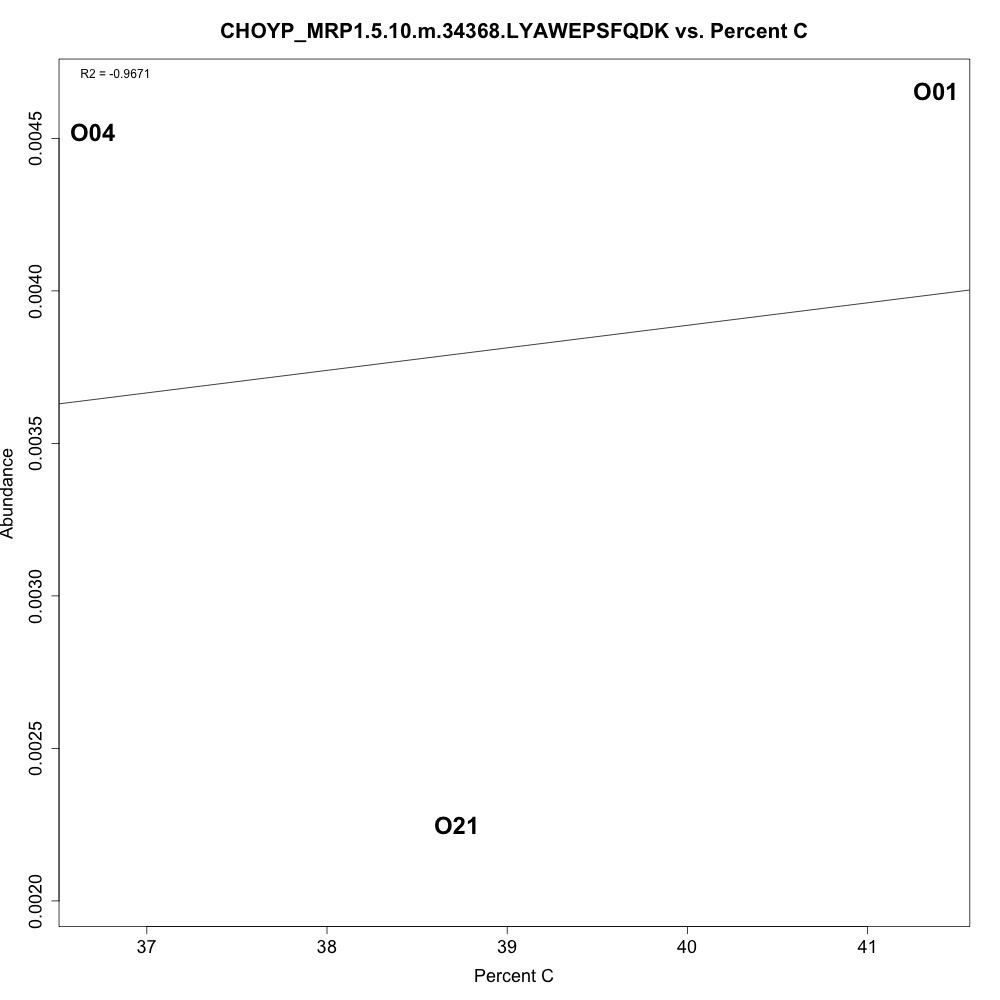 CHOYP_MRP1.5.10.m.34368.LYAWEPSFQDK vs. Percent C
R2 = -0.9671
O01
O04
0.0045
0.0040
0.0035
Abundance
0.0030
0.0025
O21
0.0020
37 38 39 40 41
Percent C